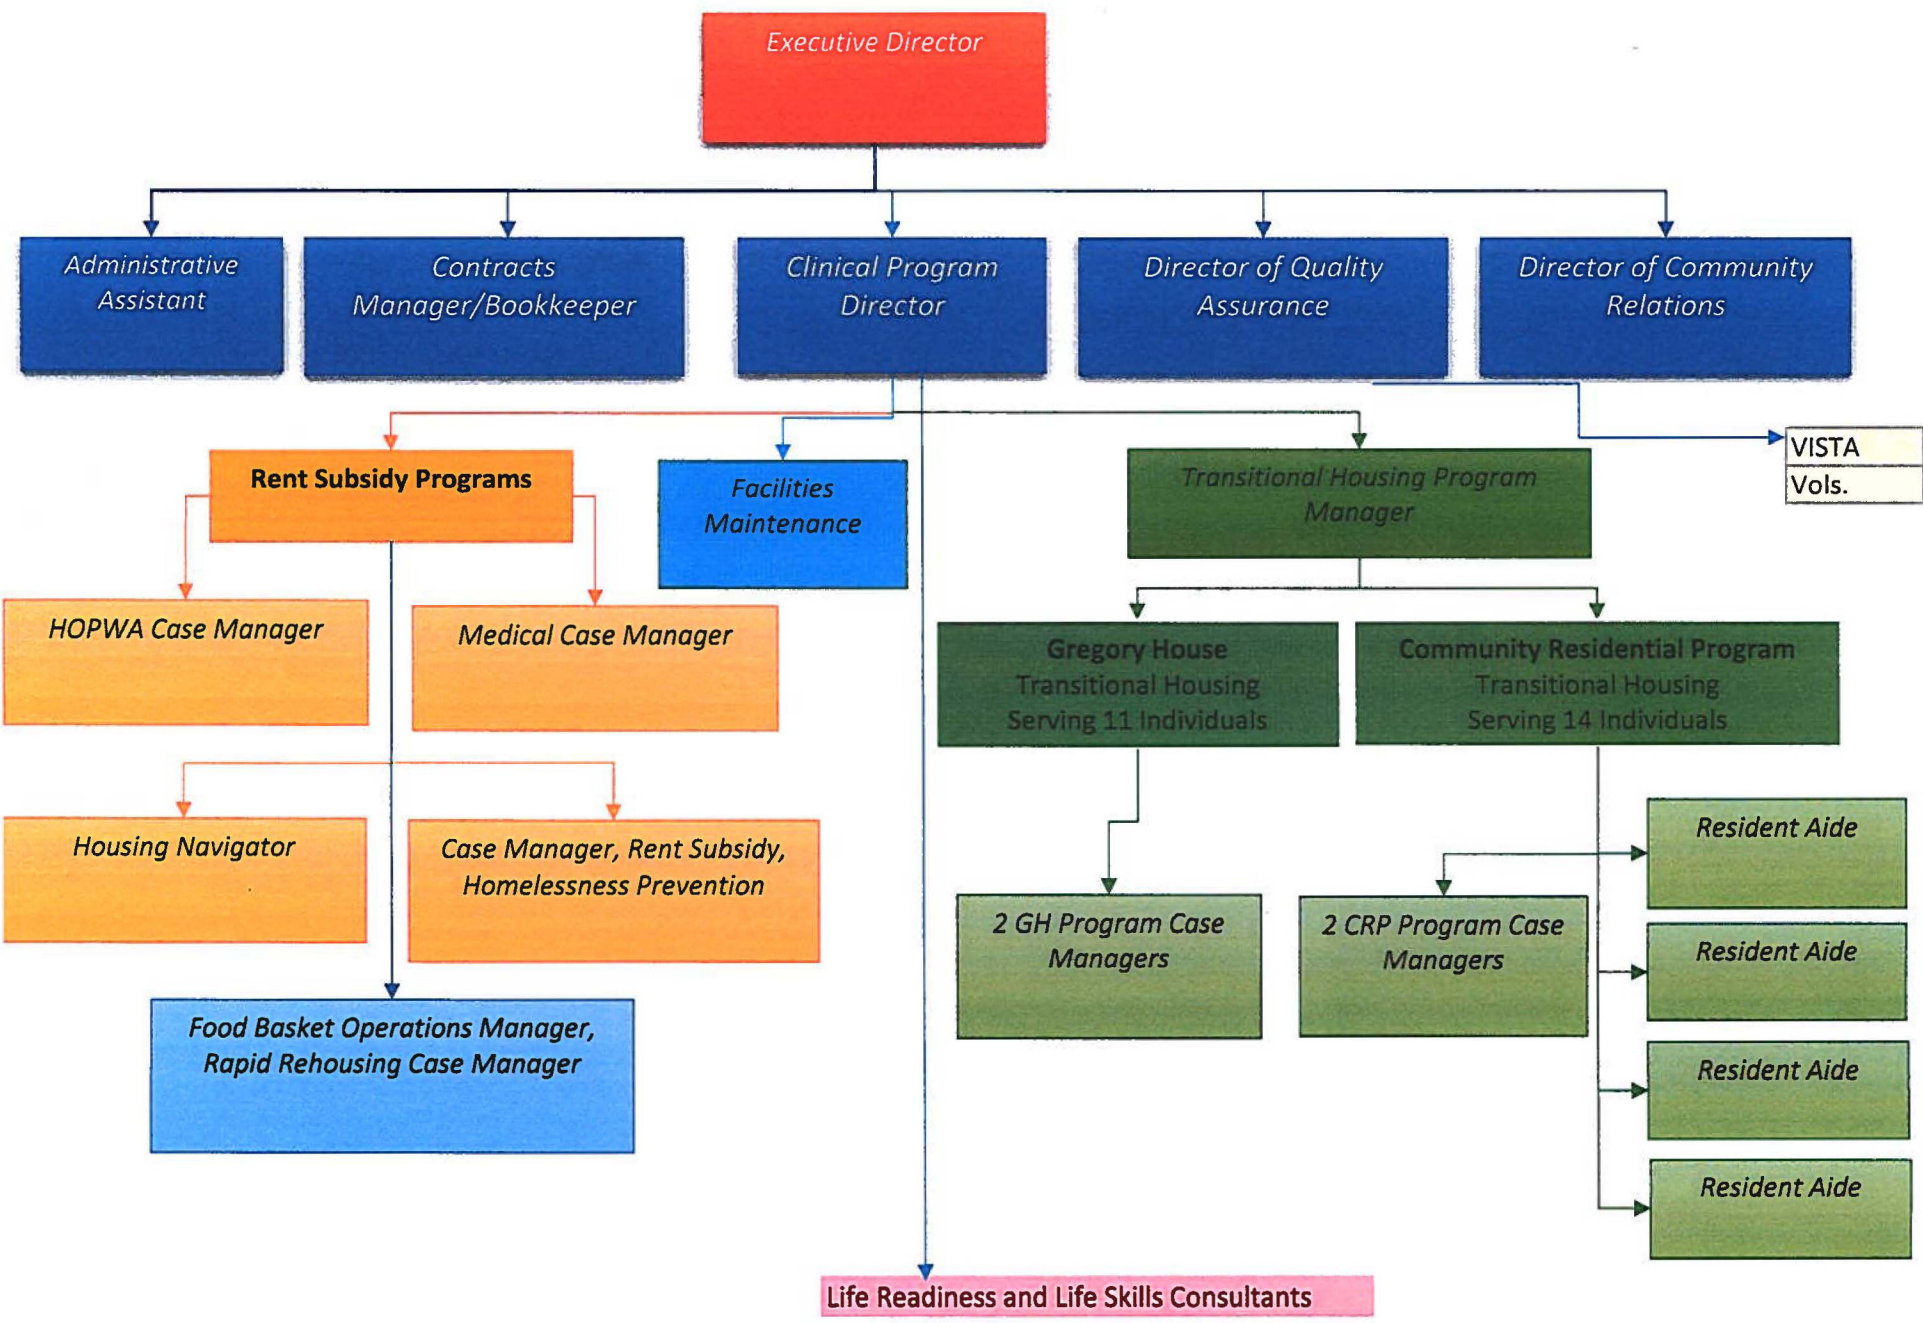 Executive Director
Administrative
Assistant
Contracts
Manager/Bookkeeper
Clinical Program
Director
Director of Quality
Assurance
Director of Community
Relations
VISTA
Vols.
Rent Subsidy Programs
Facilities
Maintenance
Transitional Housing Program
Manager
HOPWA Case Manager
Medical Case Manager
Gregory House
Transitional Housing
Serving 11 Individuals
Community Residential Program
Transitional Housing
Serving 14 Individuals
Housing Navigator
Case Manager, Rent Subsidy,
Homelessness Prevention
2 GH Program Case
Managers
2 CRP Program Case
Managers
Resident Aide
Resident Aide
Resident Aide
Resident Aide
Food Basket Operations Manager,
Rapid Rehousing Case Manager
Life Readiness and Life Skills Consultants